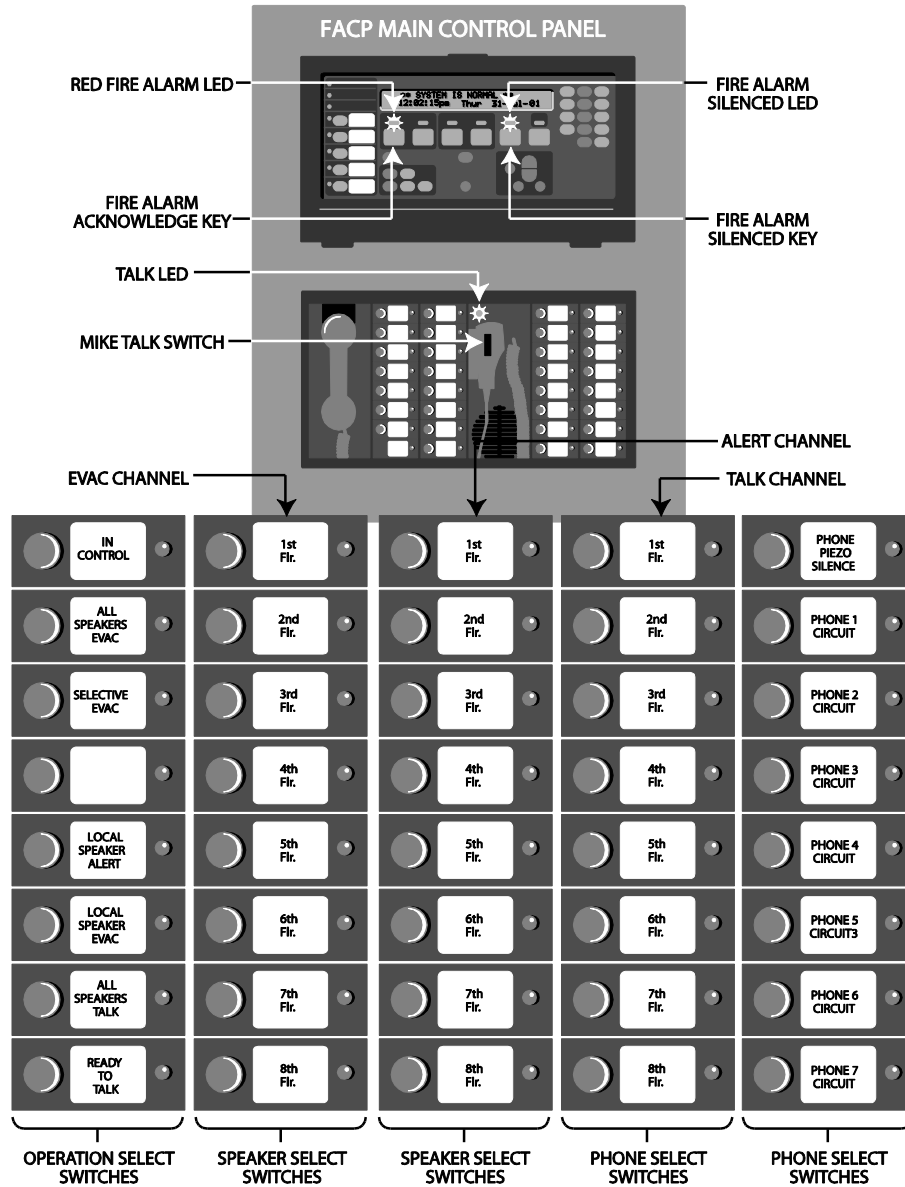 FACP MAIN CONTROL PANEL
RED FIRE ALARM LED
FIRE ALARM
SILENCED LED
SYSTEM IS NORMAL
12:02:15pm Thur
FIRE ALARM
ACKNOWLEDGE KEY
FIRE ALARM
SILENCED KEY
TALK LED
MIKE TALK SWITCH
ALERT CHANNEL
EVAC CHANNEL
TALK CHANNEL
IN
CONTROL
ALL
SPEAKERS
EVAC
SELECTIVE
EVAC
LOCAL
SPEAKER
ALERT
LOCAL
SPEAKER
EVAC
ALL
SPEAKERS
TALK
READY
TO
TALK
1st
Flr.
2nd
Flr.
3rd
Flr.
4th
Flr.
5th
Flr.
6th
Flr.
7th
Flr.
8th
Flr.
1st
Flr.
2nd
Flr.
3rd
Flr.
4th
Flr.
5th
Flr.
6th
Flr.
7th
Flr.
8th
Flr.
1st
Flr.
2nd
Flr.
3rd
Flr.
4th
Flr.
5th
Flr.
6th
Flr.
7th
Flr.
8th
Flr.
PHONE
PIEZO
SILENCE
PHONE 1
CIRCUIT
PHONE 2
CIRCUIT
PHONE 3
CIRCUIT
PHONE 4
CIRCUIT
PHONE 5
CIRCUIT3
PHONE 6
CIRCUIT
PHONE 7
CIRCUIT
OPERATION SELECT
SWITCHES
SPEAKER SELECT
SWITCHES
SPEAKER SELECT
SWITCHES
PHONE SELECT
SWITCHES
PHONE SELECT
SWITCHES